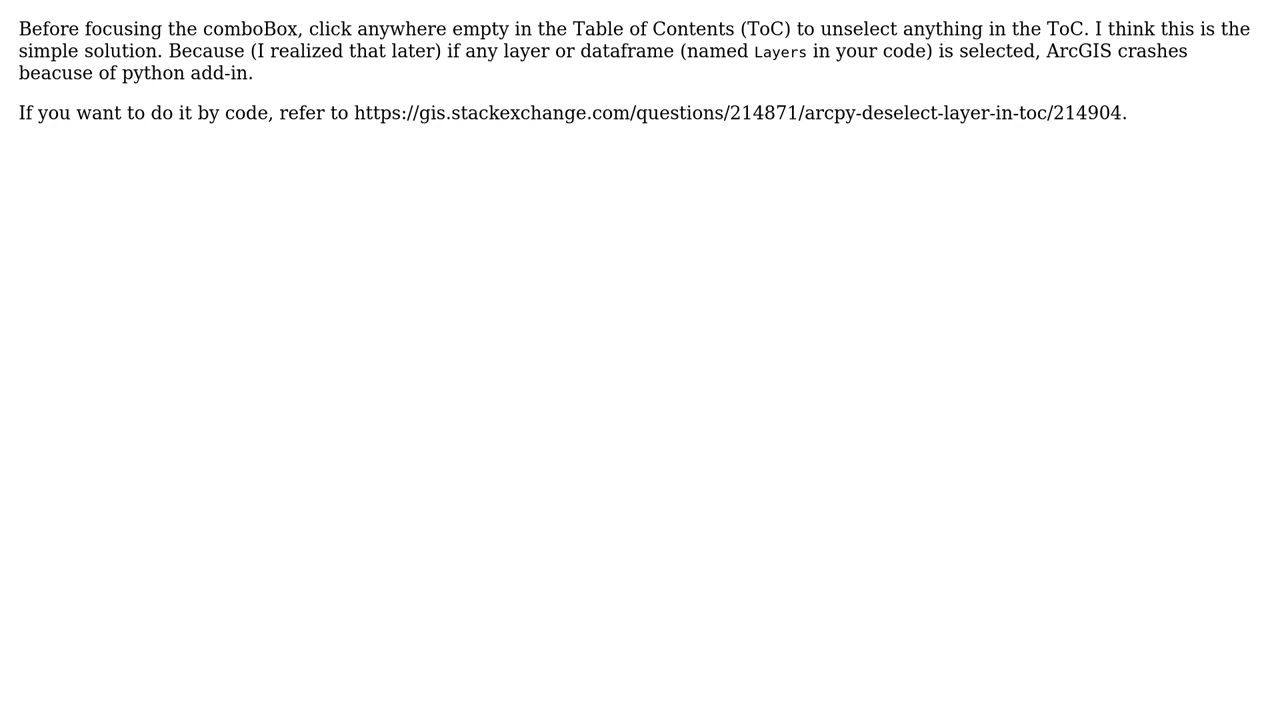 Before focusing the comboBox, click anywhere empty in the Table of Contents (ToC) to unselect anything in the ToC. I think this is the
simple solution. Because (I realized that later) if any layer or dataframe (named Layers in your code) is selected, ArcGIS crashes
beacuse of python add-in.
If you want to do it by code, refer to https://gis.stackexchange.com/questions/214871/arcpy-deselect-layer-in-toc/214904.